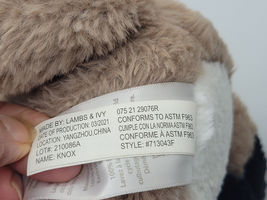 MADE BY: LAMBS & IVY
DATE OF PRODUCTION: 03/2021
LOCATION: YANGZHOU, CHINA
LOT#: 210086A
NAME: KNOX
075 21 29076R
CONFORMS TO ASTM F963
CUMPLE CON LA NORMA ASTM F963
CONFORME À ASTM F963
STYLE: #713043F